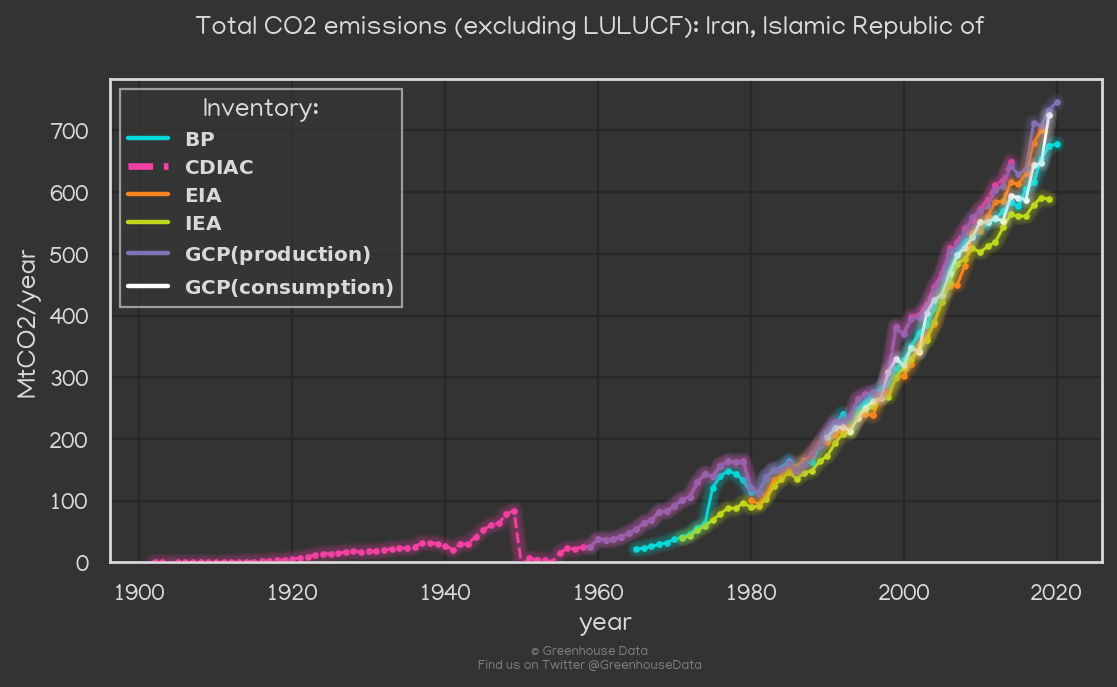 Total CO2 emissions (excluding LULUCF): Iran, Islamic Republic of
Inventory:
BP
CDIAC
EIA
IEA
GCP(production)
GCP(consumption)
MtCO2/year
700
600
500
400
300
200
100
0
1900 1920 1940 1960 1980 2000 2020
year
© Greenhouse Data
Find us on Twitter @GreenhouseData